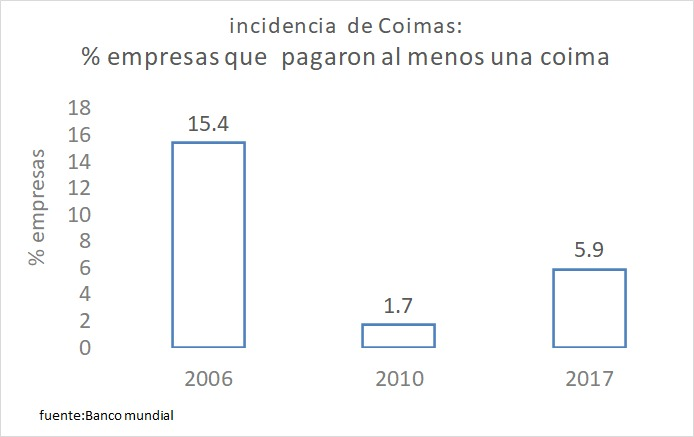 incidencia de Coimas:
% empresas que pagaron al menos una coima
% empresas
18
16
14
12
10
8
6
4
2
0
15.4
1.7
5.9
2006 2010 2017
fuente:Banco mundial